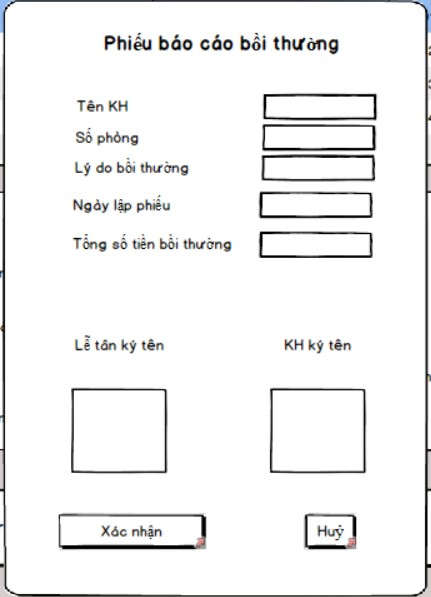 Phiếu báo cáo bồi thường
Tên KH
Số phòng
Lý do bồi thường
Ngày lập phiếu
Tổng số tiền bồi thường
Lễ tân ký tên KH ký tên
Xác nhận Huỷ